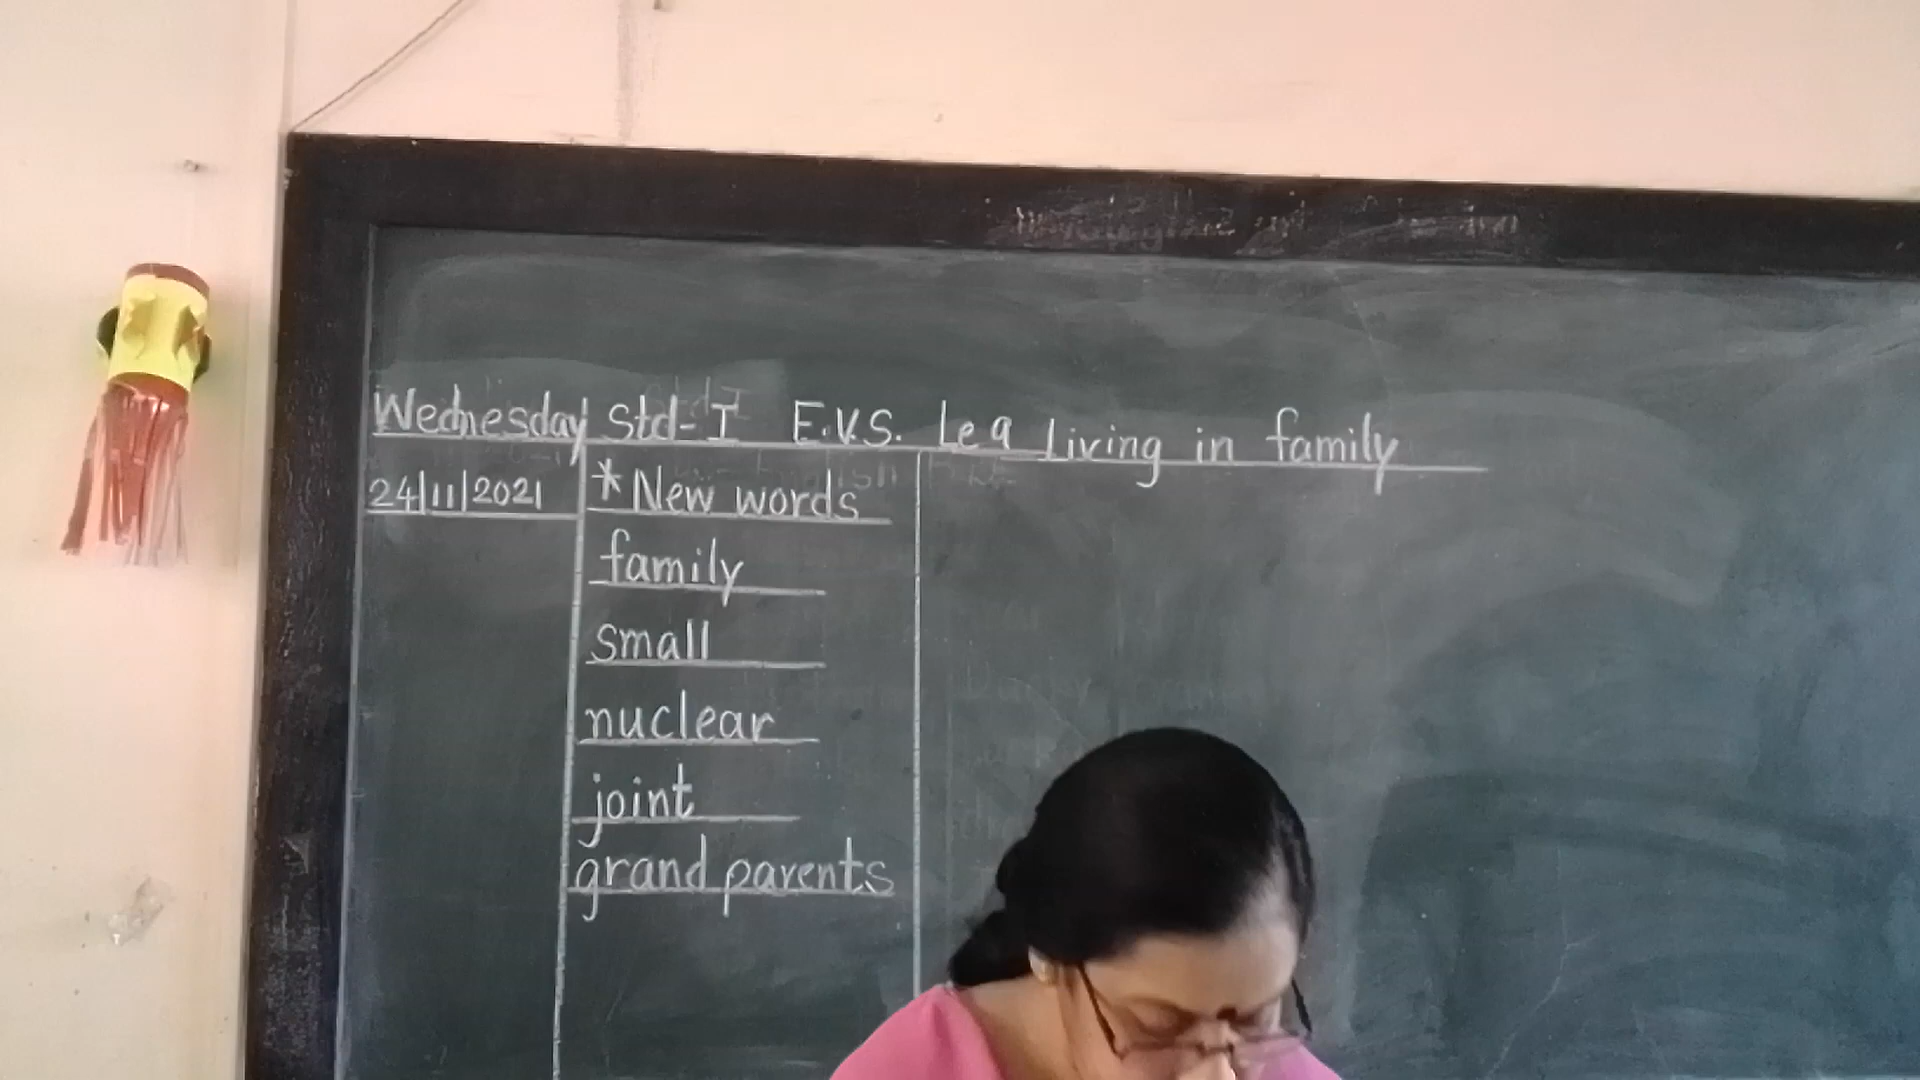 Wednesday Std-I E.V.S. Le 9 Living in family
24/11/2021
*New words
family
small
nuclear
joint
grand parents